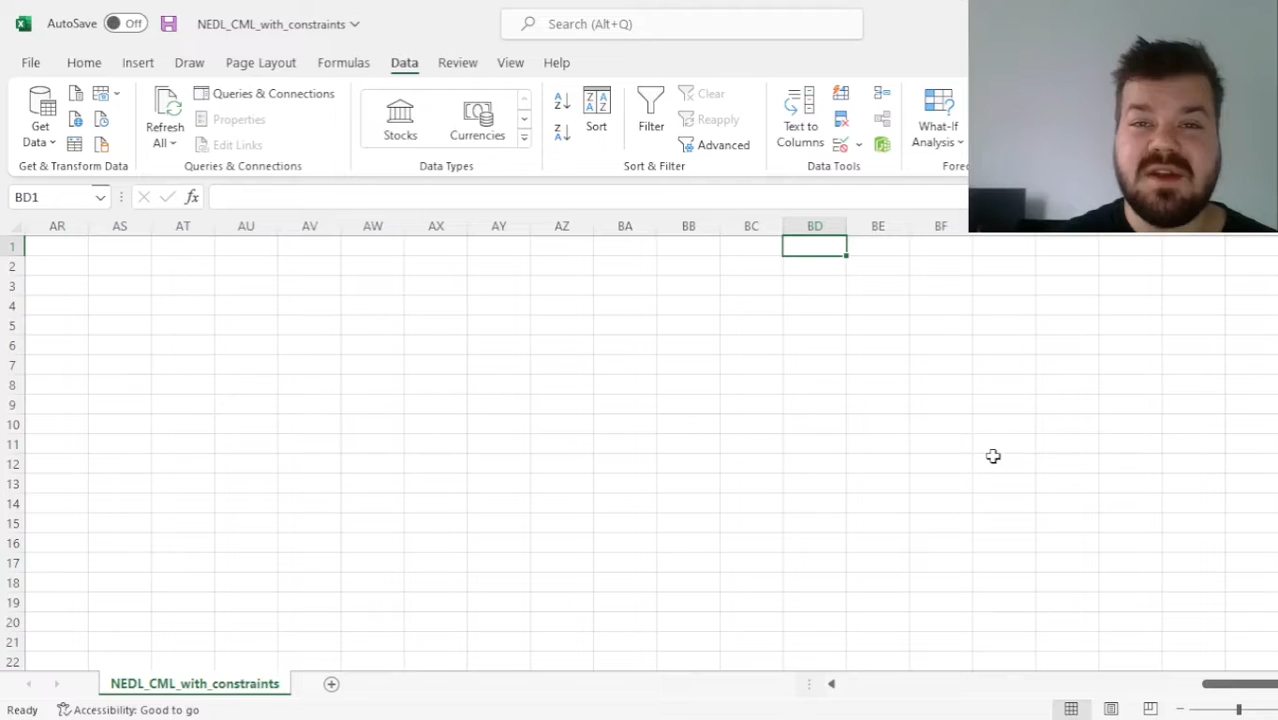 AutoSave Off NEDL_CML_with_constraints Search (Alt+Q)
File Home Insert Draw Page Layout Formulas Data Review View Help
Get Data
Refresh All
Queries & Connections
Properties
Edit Links
Stocks
Currencies
Sort
Filter
Clear
Reapply
Advanced
Text to Columns
What-If Analysis
Get & Transform Data Queries & Connections Data Types Sort & Filter Data Tools Forec
BD1 fx
AR AS AT AU AV AW AX AY AZ BA BB BC BD BE BF
1
2
3
4
5
6
7
8
9
10
11
12
13
14
15
16
17
18
19
20
21
22
NEDL_CML_with_constraints
Ready Accessibility: Good to go